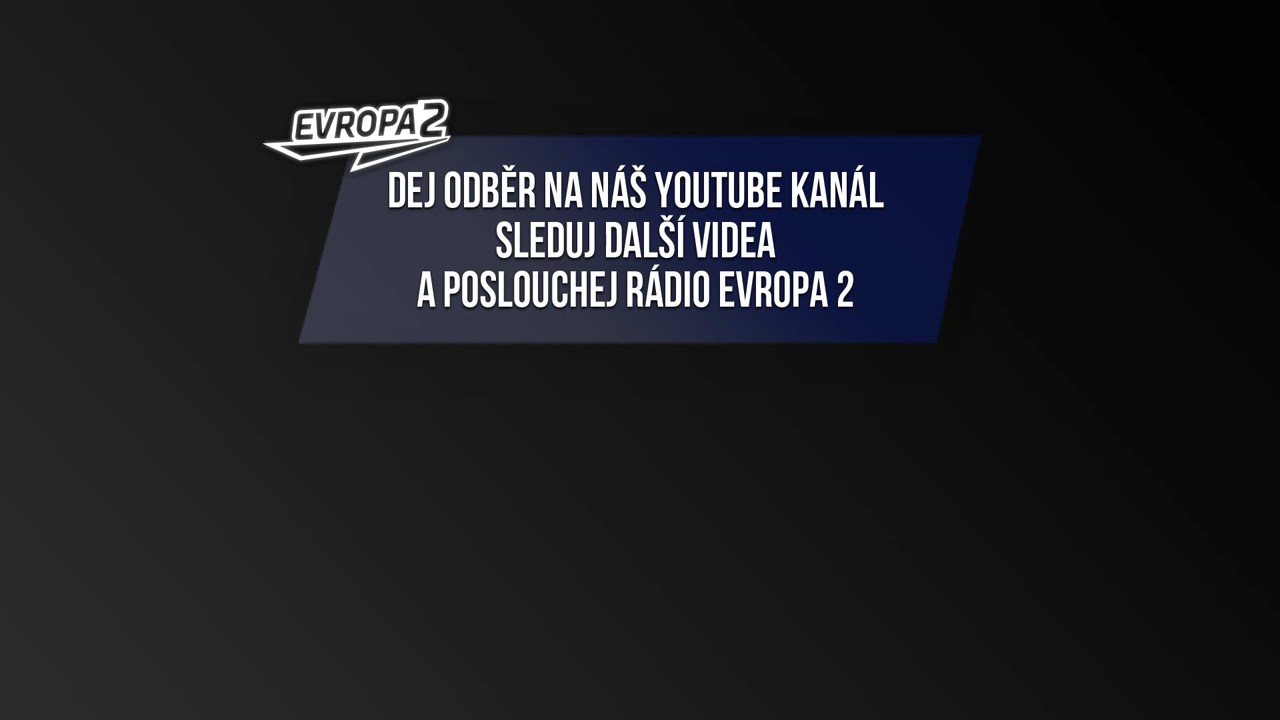 EVROPA 2
DEJ ODBĚR NA NÁŠ YOUTUBE KANÁL
SLEDUJ DALŠÍ VIDEA
A POSLOUCHEJ RÁDIO EVROPA 2